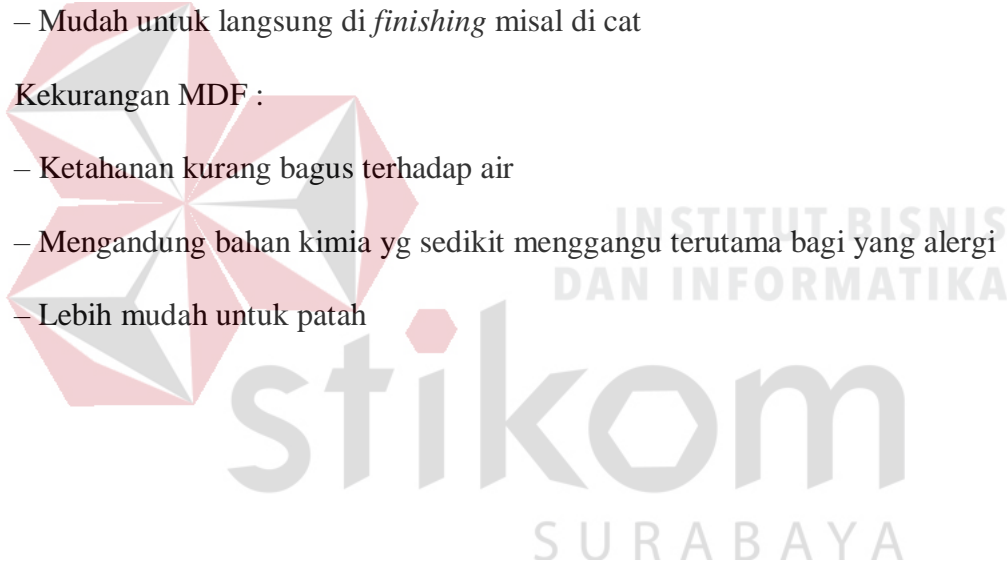 – Mudah untuk langsung di finishing misal di cat
Kekurangan MDF :
– Ketahanan kurang bagus terhadap air
– Mengandung bahan kimia yg sedikit menggangu terutama bagi yang alergi
– Lebih mudah untuk patah
INSTITUT BISNIS
DAN INFORMATIKA
stikom
SURABAYA